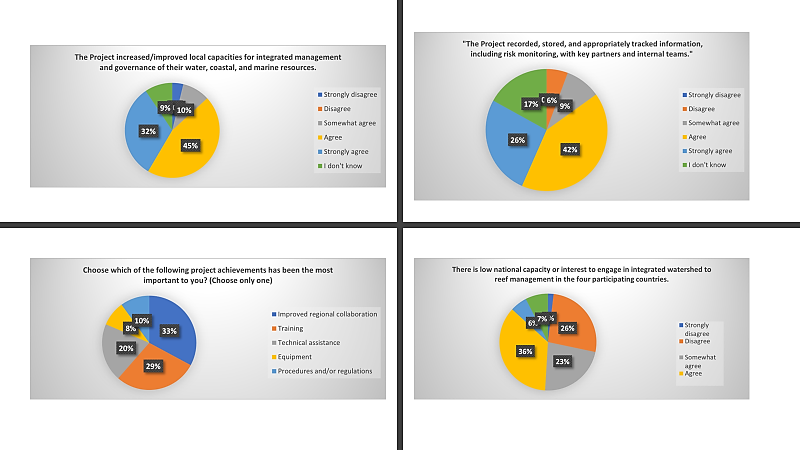 The Project increased/improved local capacities for integrated management
and governance of their water, coastal, and marine resources.
9%
10%
32%
45%
Strongly disagree
Disagree
Somewhat agree
Agree
Strongly agree
I don't know
"The Project recorded, stored, and appropriately tracked information,
including risk monitoring, with key partners and internal teams."
17%
6%
9%
26%
42%
Strongly disagree
Disagree
Somewhat agree
Agree
Strongly agree
I don't know
Choose which of the following project achievements has been the most
important to you? (Choose only one)
10%
8%
33%
20%
29%
Improved regional collaboration
Training
Technical assistance
Equipment
Procedures and/or regulations
There is low national capacity or interest to engage in integrated watershed to
reef management in the four participating countries.
7%
26%
36%
23%
Strongly
disagree
Disagree
Somewhat
agree
Agree